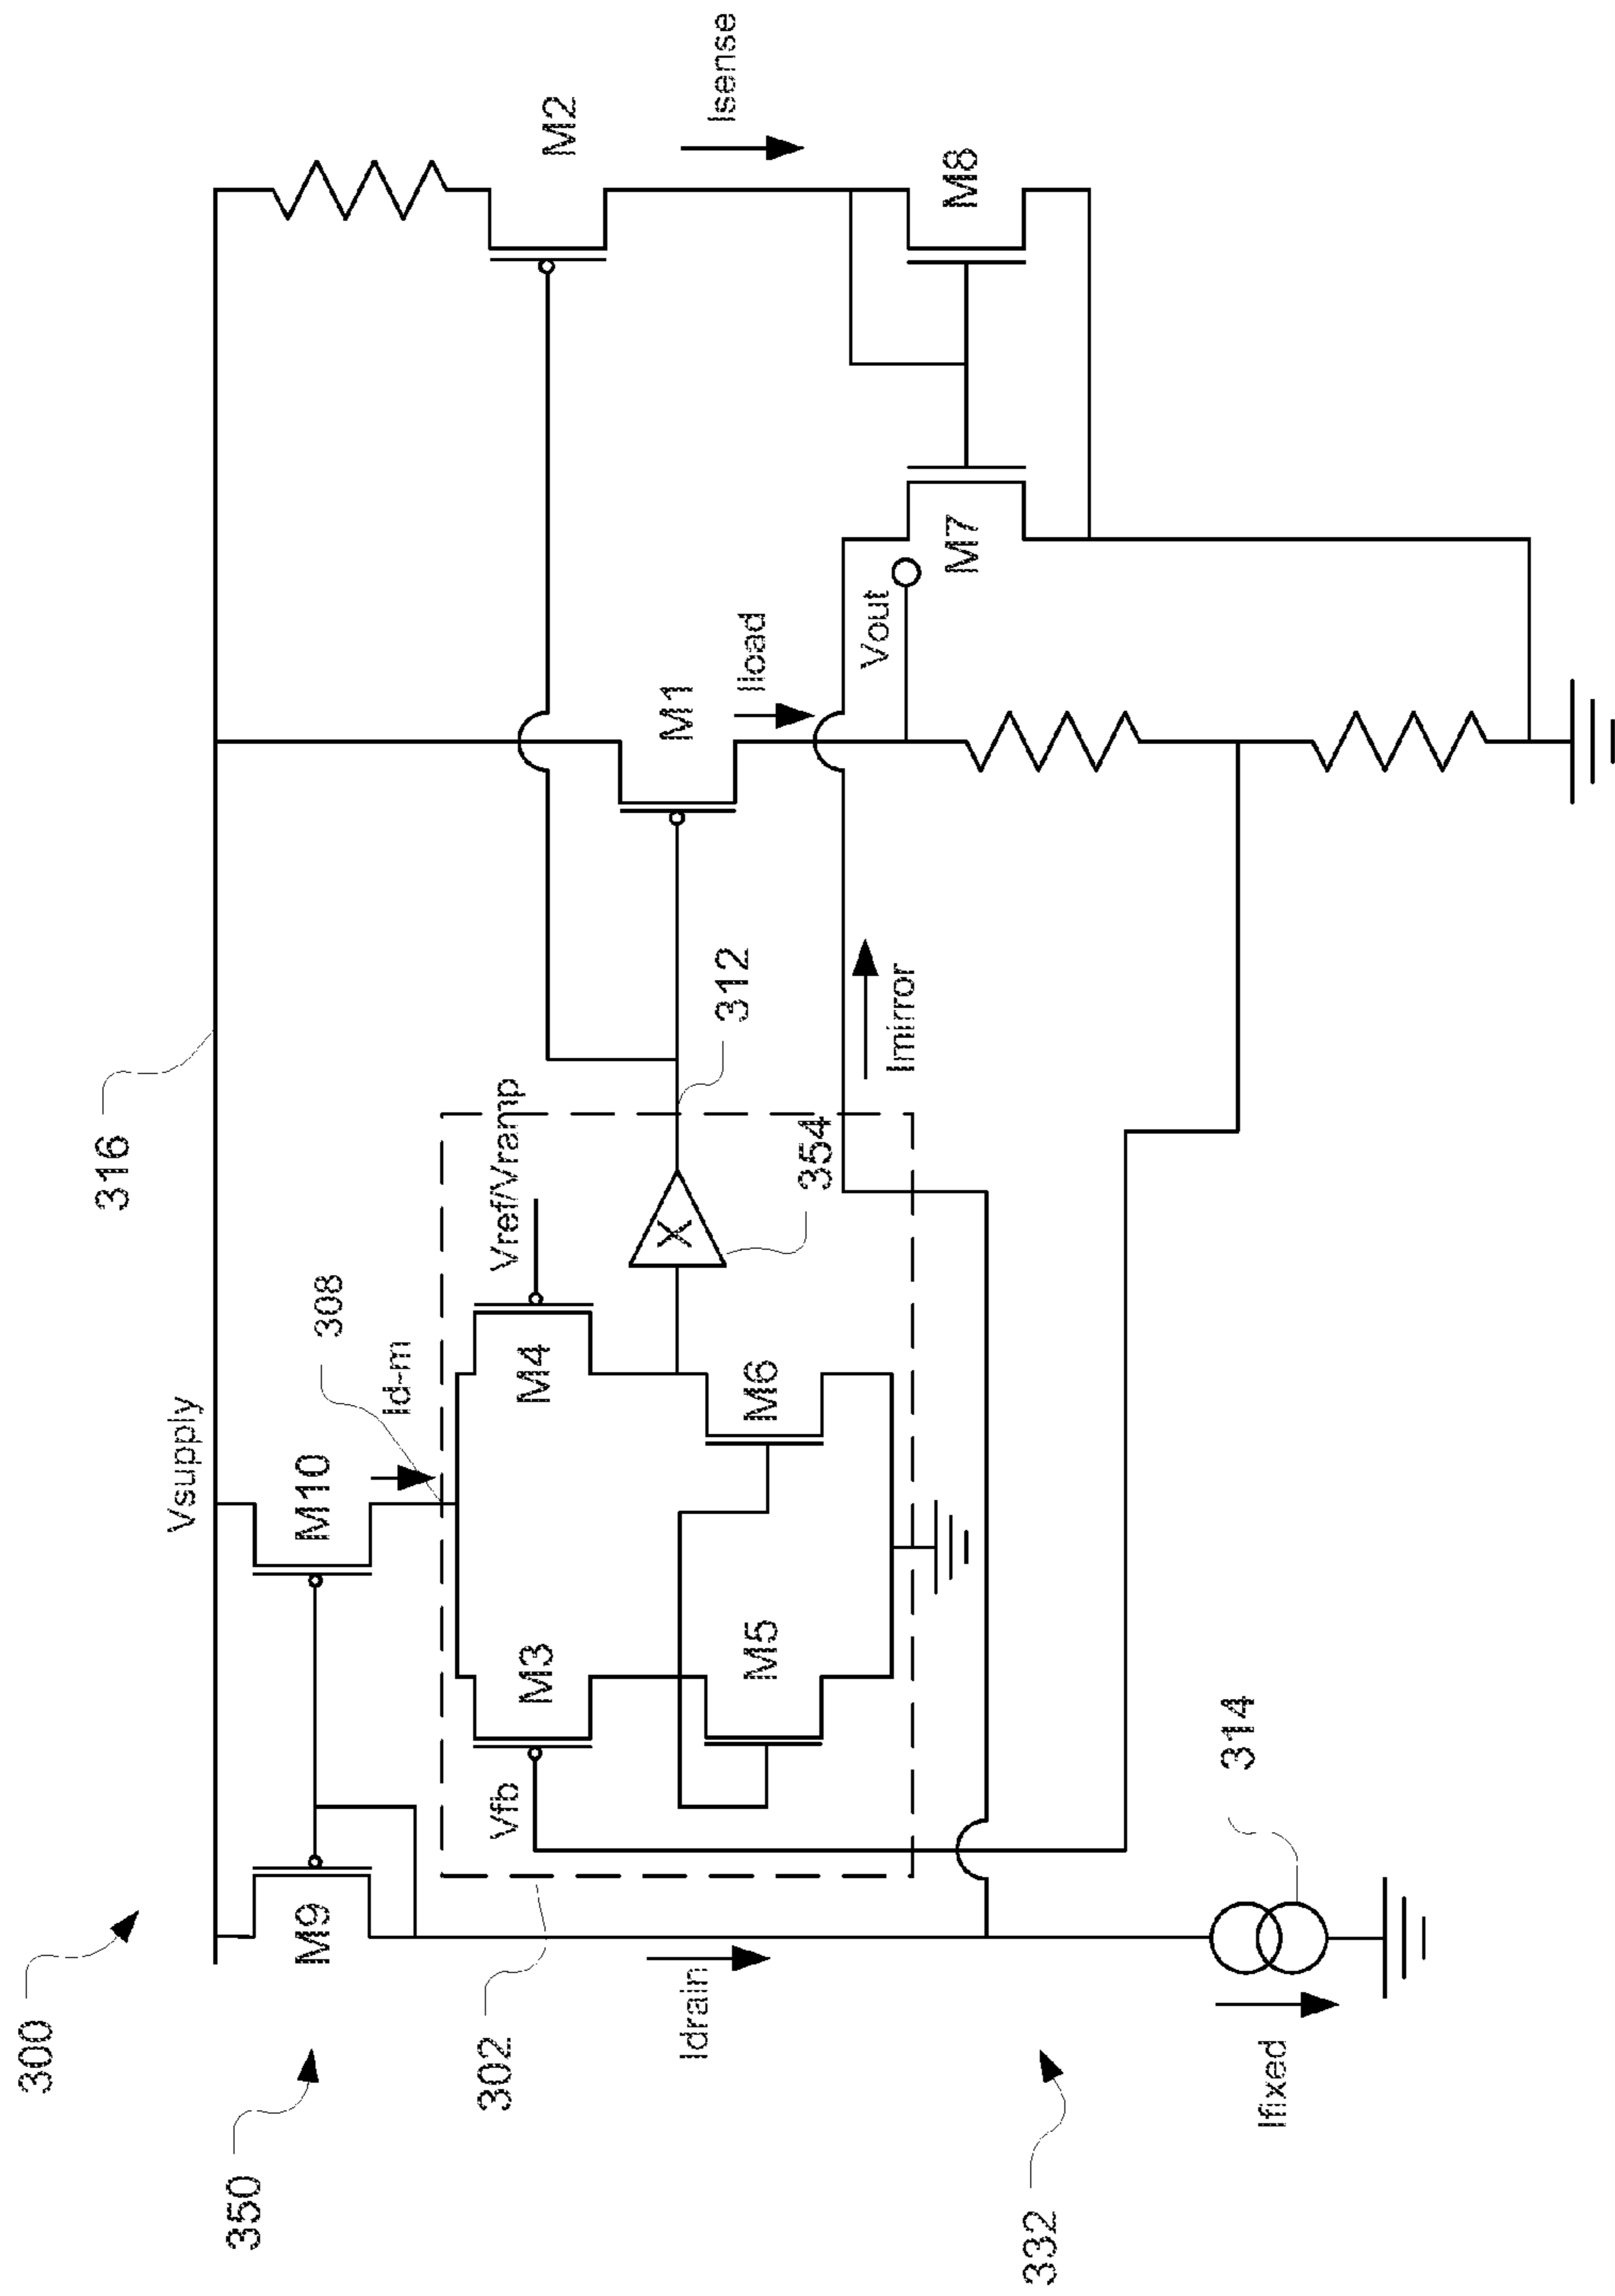 300
316
Vsupply
350
M9
M10
308
Id-m
Vref/Vramp
M2
Isense
302
Vfb
M3
M4
312
M1
Iload
Idrain
M5
M6
354
Imirror
Vout
M7
M8
332
314
Ifixed
X